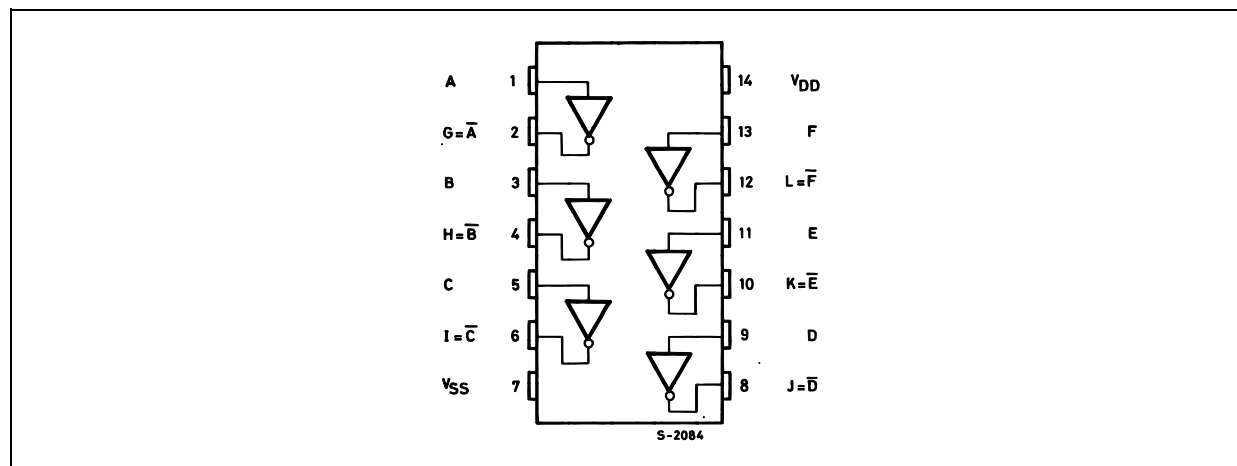 A 1 14 VDD
G=A̅ 2 13 F
B 3 12 L=F̅
H=B̅ 4 11 E
C 5 10 K=E̅
I=C̅ 6 9 D
VSS 7 8 J=D̅
S-2084